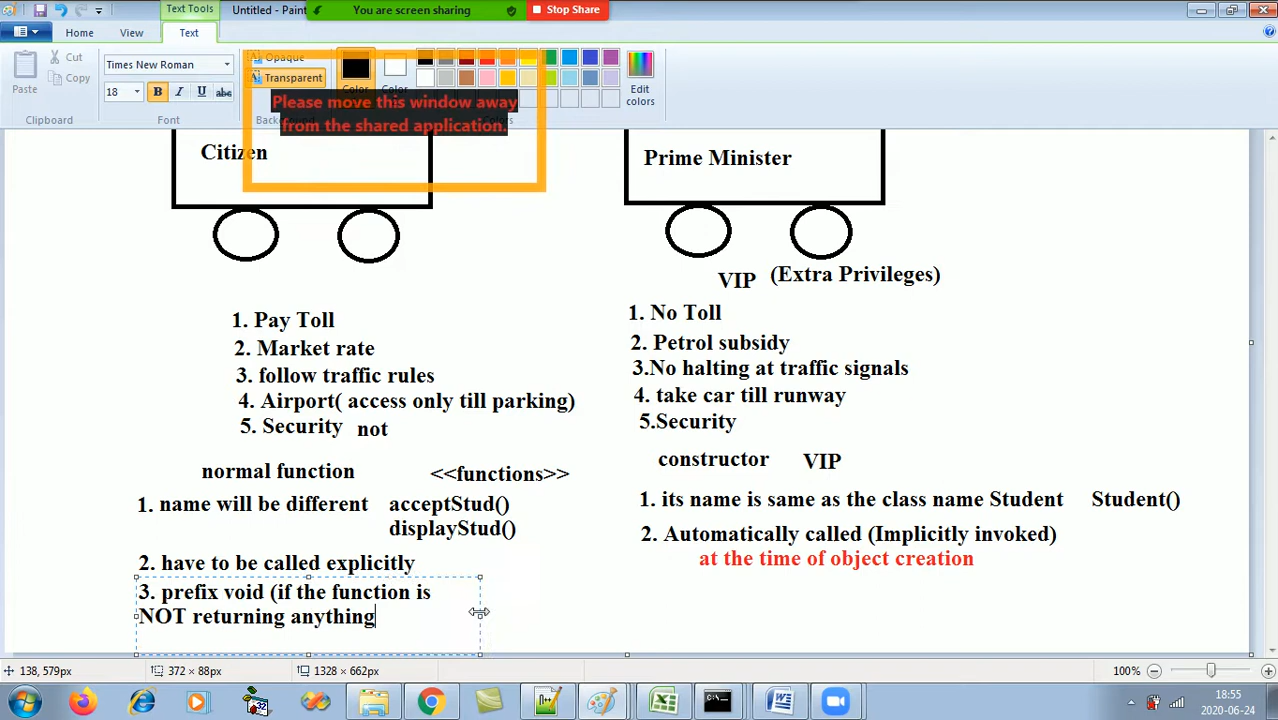 Text Tools
Untitled - Paint
You are screen sharing
Stop Share
Home
View
Text
Paste
Cut
Copy
Clipboard
Times New Roman
18
B I U abc
Font
Opaque
Transparent
Color
Color
Edit
colors
Please move this window away
from the shared application.
Citizen
Prime Minister
VIP (Extra Privileges)
1. Pay Toll
2. Market rate
3. follow traffic rules
4. Airport( access only till parking)
5. Security not
1. No Toll
2. Petrol subsidy
3.No halting at traffic signals
4. take car till runway
5.Security
normal function <<functions>>
1. name will be different acceptStud()
displayStud()
2. have to be called explicitly
3. prefix void (if the function is
NOT returning anything
constructor VIP
1. its name is same as the class name Student Student()
2. Automatically called (Implicitly invoked)
at the time of object creation
138, 579px
372 × 88px
1328 × 662px
100%
18:55
2020-06-24